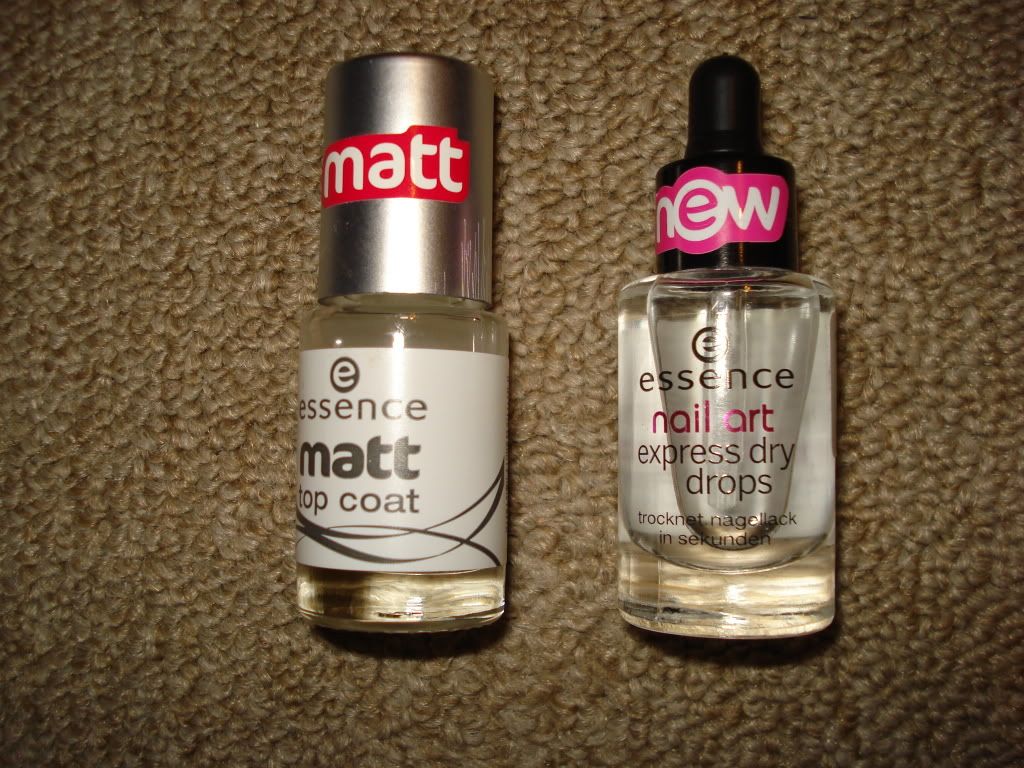 matt
e
essence
matt
top coat
new
e
essence
nail art
express dry
drops
trocknet nagellack
in sekunden